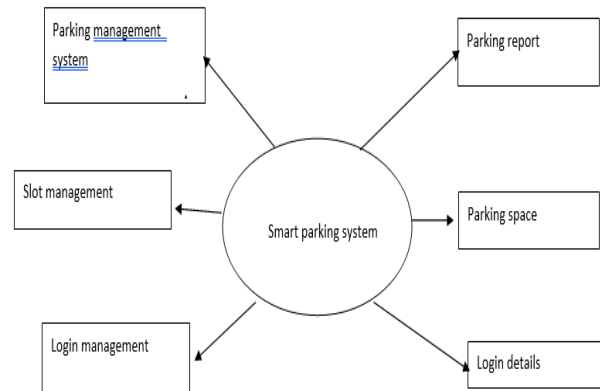 Parking management
system
Parking report
Slot management
Smart parking system
Parking space
Login management
Login details